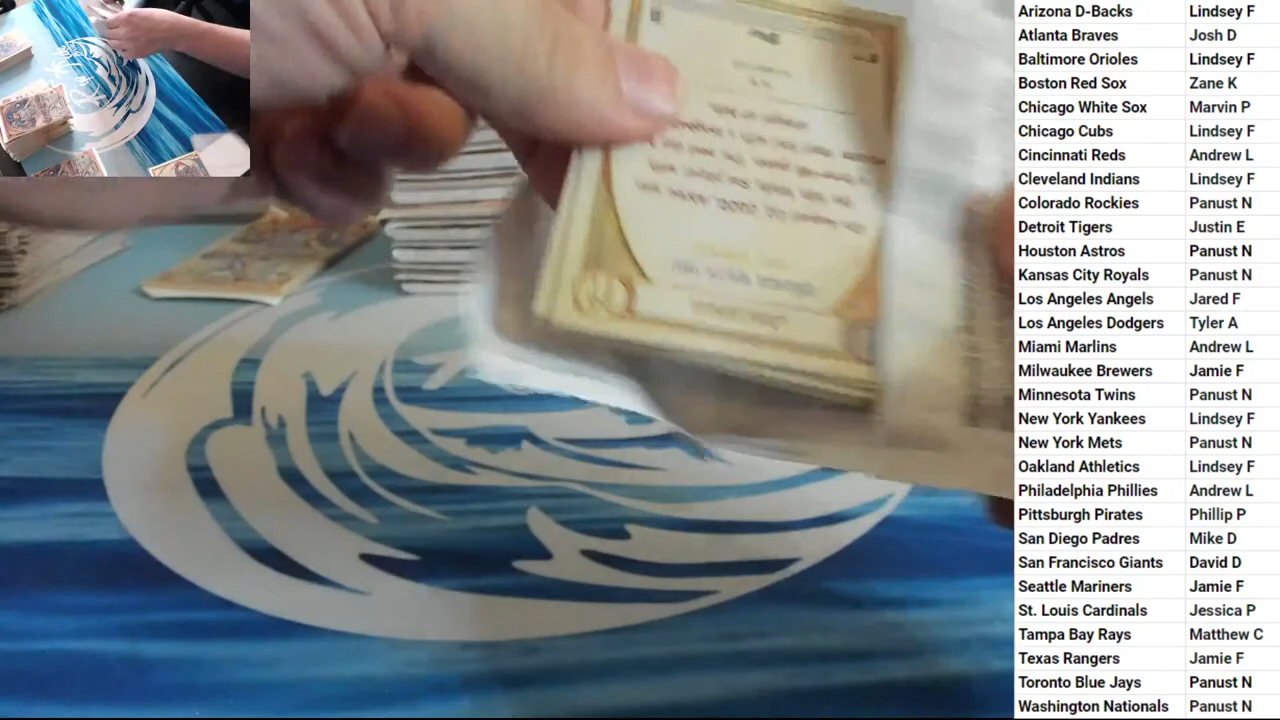 Arizona D-Backs Lindsey F
Atlanta Braves Josh D
Baltimore Orioles Lindsey F
Boston Red Sox Zane K
Chicago White Sox Marvin P
Chicago Cubs Lindsey F
Cincinnati Reds Andrew L
Cleveland Indians Lindsey F
Colorado Rockies Panust N
Detroit Tigers Justin E
Houston Astros Panust N
Kansas City Royals Panust N
Los Angeles Angels Jared F
Los Angeles Dodgers Tyler A
Miami Marlins Andrew L
Milwaukee Brewers Jamie F
Minnesota Twins Panust N
New York Yankees Lindsey F
New York Mets Panust N
Oakland Athletics Lindsey F
Philadelphia Phillies Andrew L
Pittsburgh Pirates Phillip P
San Diego Padres Mike D
San Francisco Giants David D
Seattle Mariners Jamie F
St. Louis Cardinals Jessica P
Tampa Bay Rays Matthew C
Texas Rangers Jamie F
Toronto Blue Jays Panust N
Washington Nationals Panust N